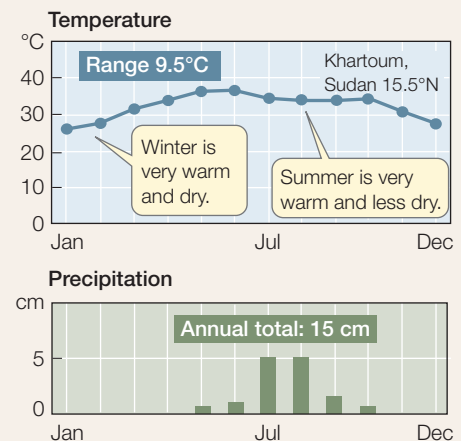 Temperature
°C
40
30
20
10
0
Range 9.5°C
Khartoum,
Sudan 15.5°N
Winter is
very warm
and dry.
Summer is very
warm and less dry.
Jan
Jul
Dec
Precipitation
cm
5
0
Annual total: 15 cm
Jan
Jul
Dec